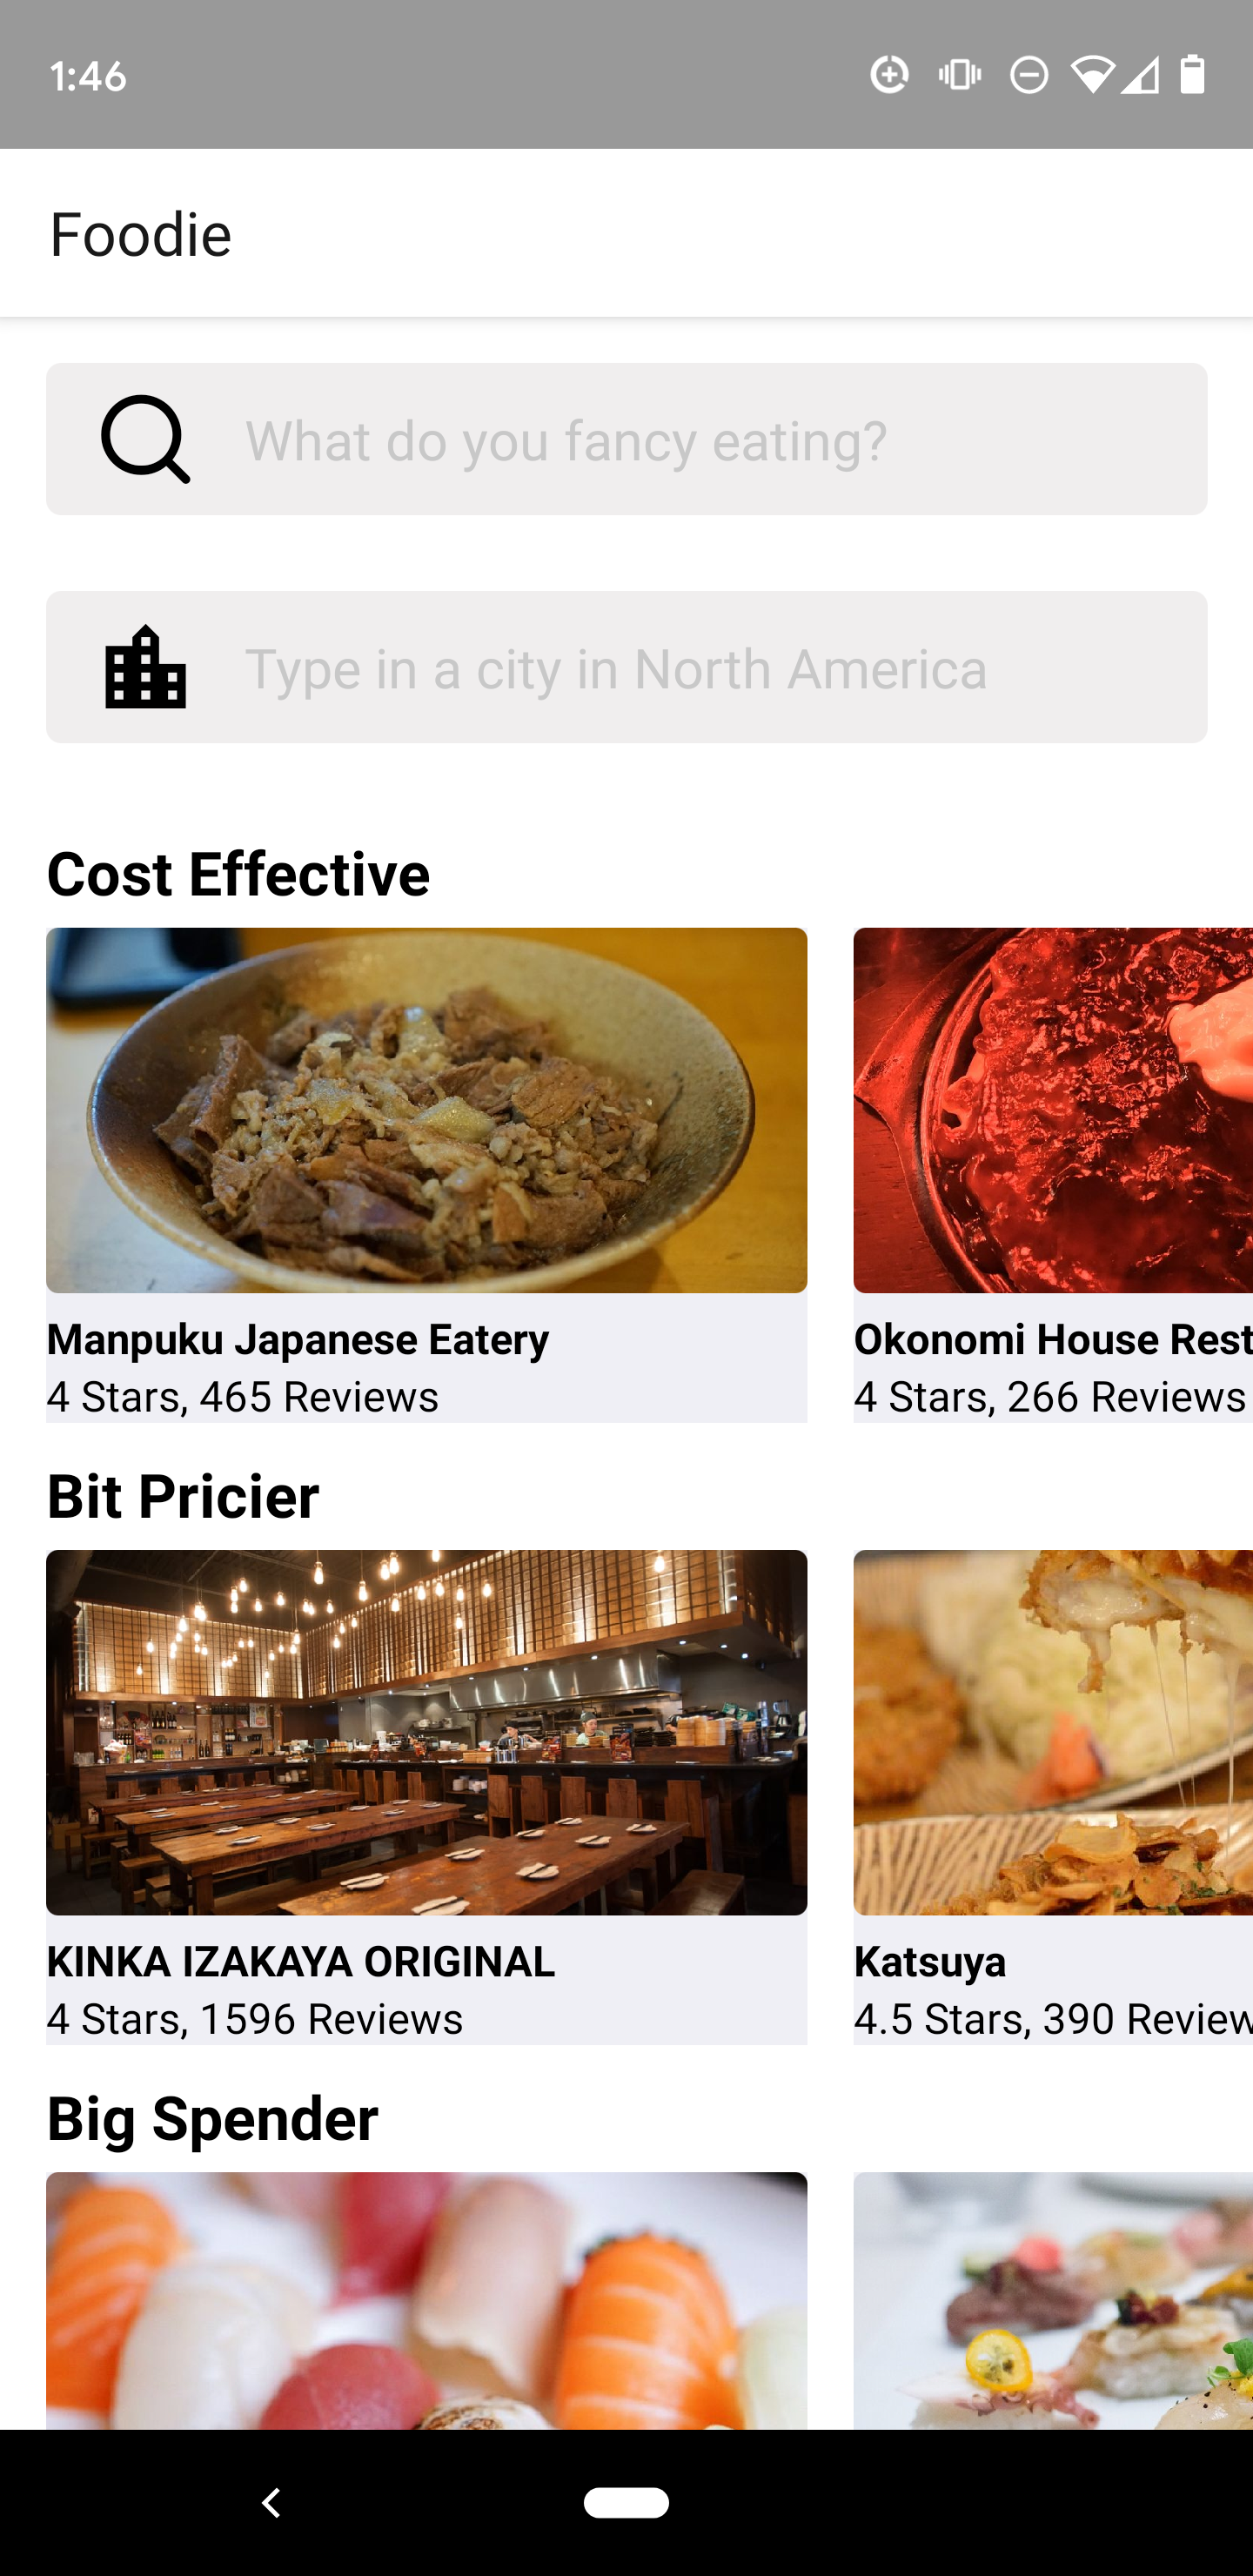 1:46
Foodie
What do you fancy eating?
Type in a city in North America
Cost Effective
Manpuku Japanese Eatery
4 Stars, 465 Reviews
Okonomi House Rest
4 Stars, 266 Reviews
Bit Pricier
KINKA IZAKAYA ORIGINAL
4 Stars, 1596 Reviews
Katsuya
4.5 Stars, 390 Review
Big Spender